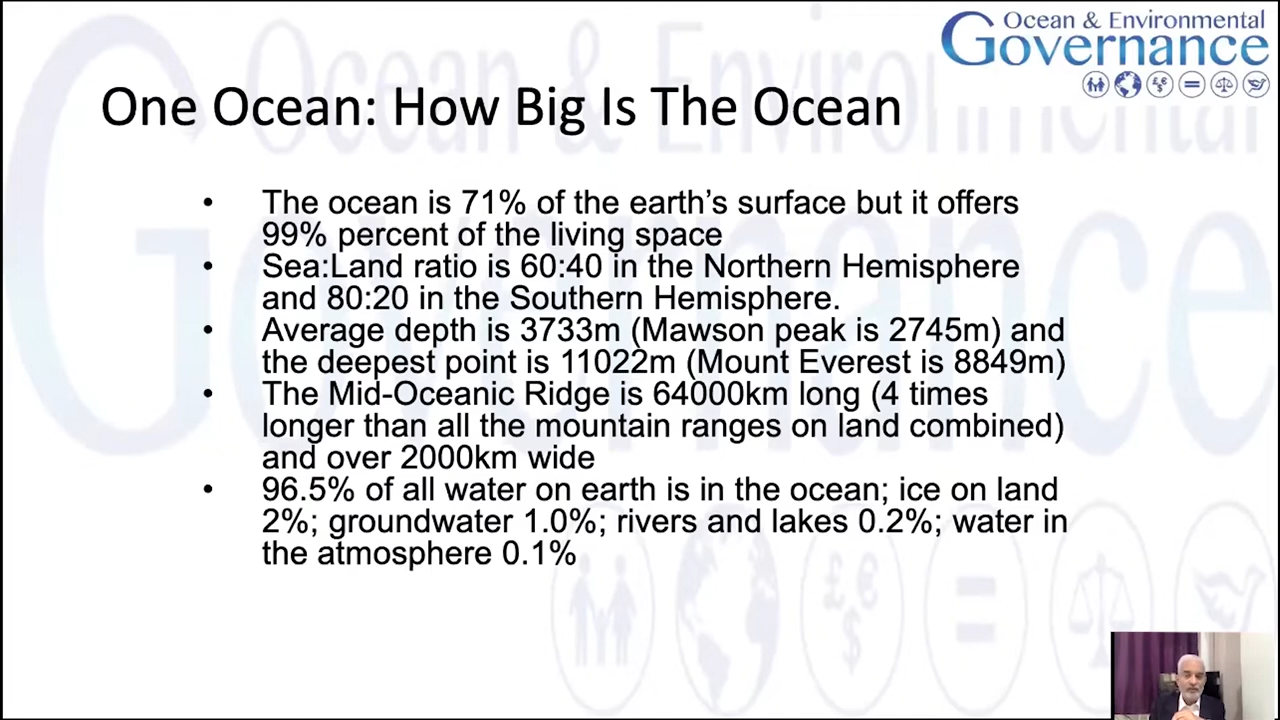 Ocean & Environmental
Governance
One Ocean: How Big Is The Ocean
• The ocean is 71% of the earth’s surface but it offers
99% percent of the living space
• Sea:Land ratio is 60:40 in the Northern Hemisphere
and 80:20 in the Southern Hemisphere.
• Average depth is 3733m (Mawson peak is 2745m) and
the deepest point is 11022m (Mount Everest is 8849m)
• The Mid-Oceanic Ridge is 64000km long (4 times
longer than all the mountain ranges on land combined)
and over 2000km wide
• 96.5% of all water on earth is in the ocean; ice on land
2%; groundwater 1.0%; rivers and lakes 0.2%; water in
the atmosphere 0.1%
Ocean & Environmental
Governance
£ €
$
=